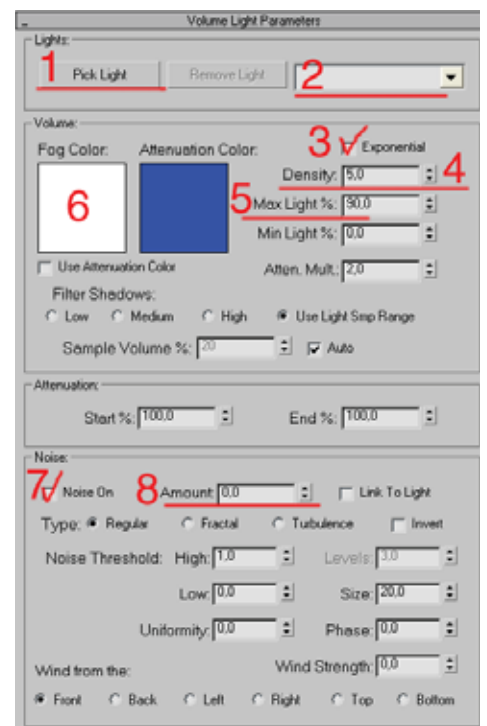 Volume Light Parameters
Lights:
1 Pick Light Remove Light 2
Volume:
Fog Color: Attenuation Color: 3 Exponential
Density: 5,0 4
6 5 Max Light %: 90,0
Min Light %: 0,0
Use Attenuation Color Atten. Mult.: 2,0
Filter Shadows:
Low Medium High Use Light Smp Range
Sample Volume %: 20 Auto
Attenuation:
Start %: 100,0 End %: 100,0
Noise:
7 Noise On 8 Amount: 0,0 Link To Light
Type: Regular Fractal Turbulence Invert
Noise Threshold: High: 1,0 Levels: 3,0
Low: 0,0 Size: 20,0
Uniformity: 0,0 Phase: 0,0
Wind from the: Wind Strength: 0,0
Front Back Left Right Top Bottom